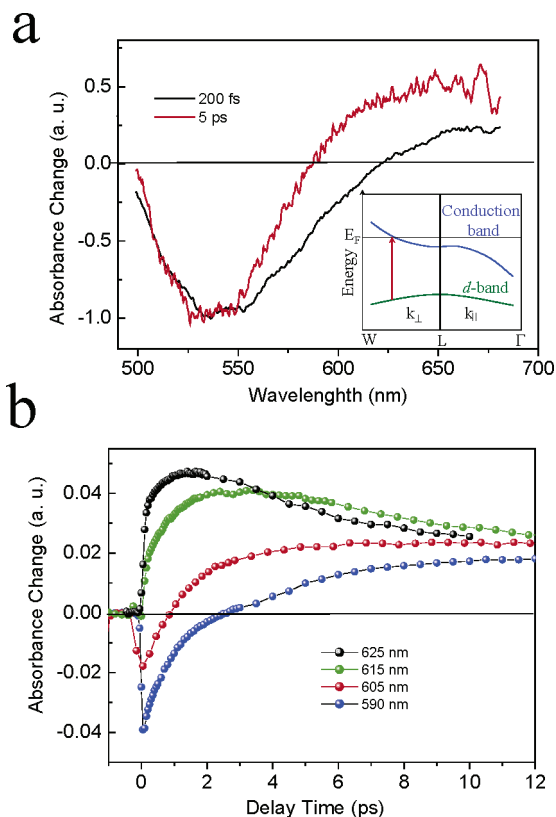 a
200 fs
5 ps
0.5
0.0
-0.5
-1.0
Absorbance Change (a. u.)
500 550 600 650 700
Wavelenghth (nm)
Conduction
band
E_F
d-band
Energy
k⊥ k||
W L Γ
b
0.04
0.02
0.00
-0.02
-0.04
Absorbance Change (a. u.)
625 nm
615 nm
605 nm
590 nm
0 2 4 6 8 10 12
Delay Time (ps)